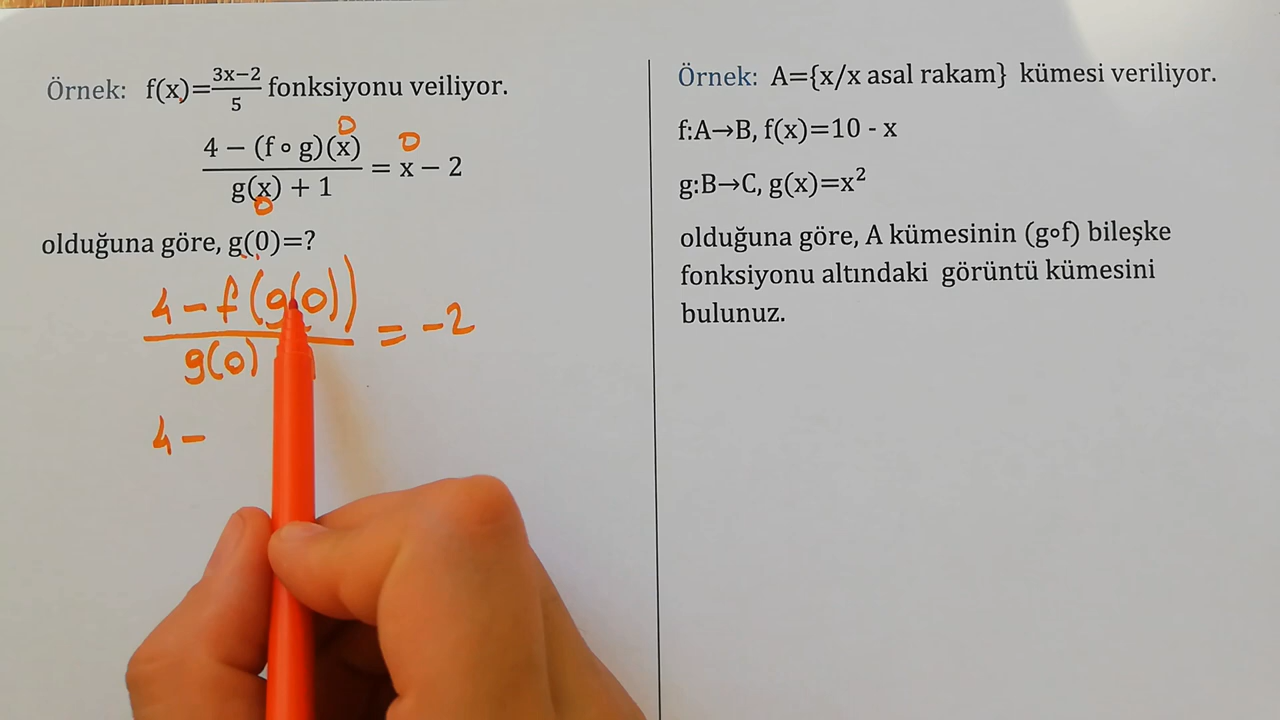 Örnek: f(x)=3x−2/5 fonksiyonu veiliyor.
4 − (f∘g)(x)/g(x) + 1 = x − 2
0
0
0
olduğuna göre, g(0)=?
4 − f(g(0))/g(0) = −2
4 −
Örnek: A={x/x asal rakam} kümesi veriliyor.
f:A→B, f(x)=10 - x
g:B→C, g(x)=x²
olduğuna göre, A kümesinin (g∘f) bileşke
fonksiyonu altındaki görüntü kümesini
bulunuz.